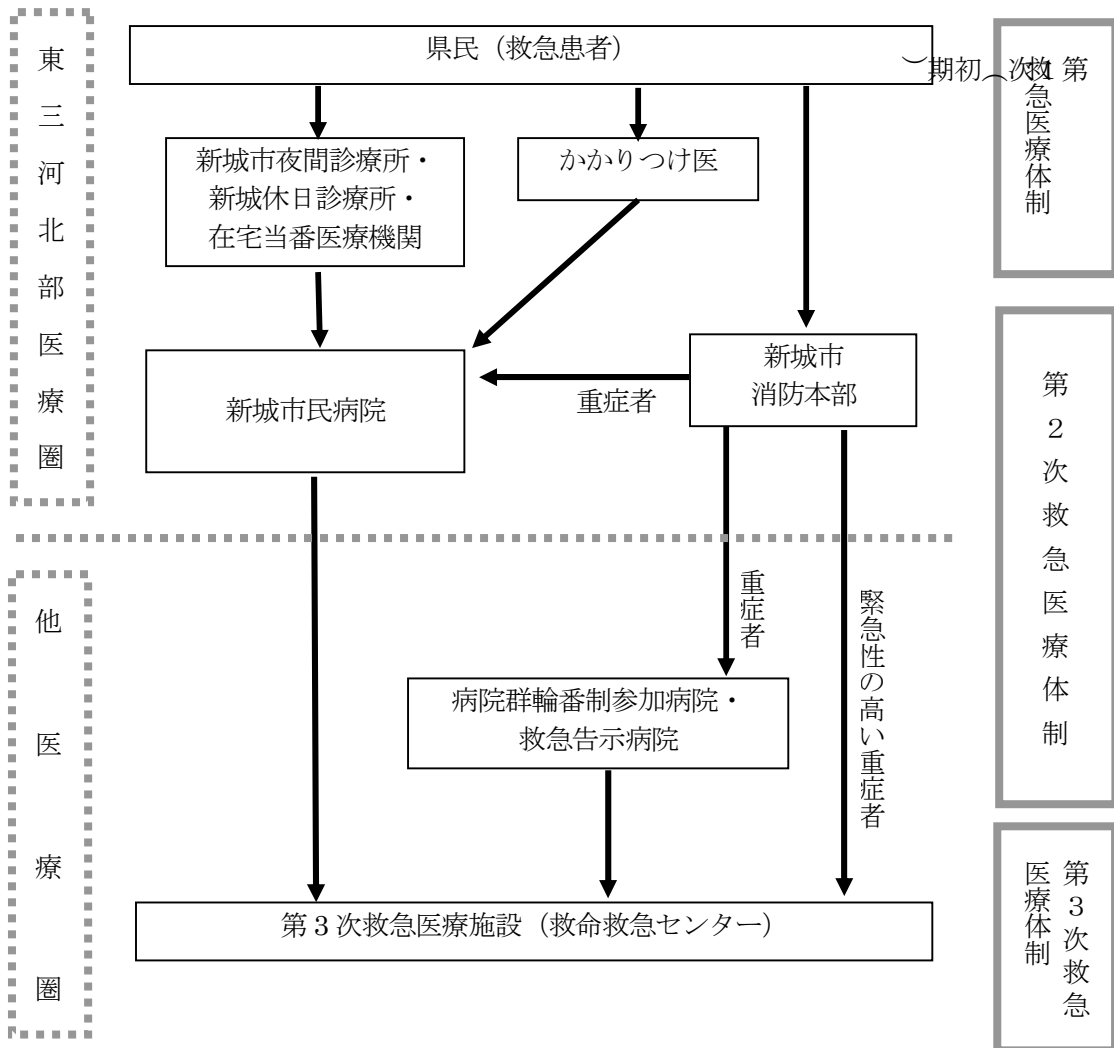 県民（救急患者）
東三河北部医療圏
第１次（初期）
救急医療体制
新城市夜間診療所・
新城休日診療所・
在宅当番医療機関
かかりつけ医
新城市民病院
重症者
新城市
消防本部
第２次救急医療体制
他医療圏
重症者
緊急性の高い重症者
病院群輪番制参加病院・
救急告示病院
第３次救急医療施設（救命救急センター）
第３次救急
医療体制